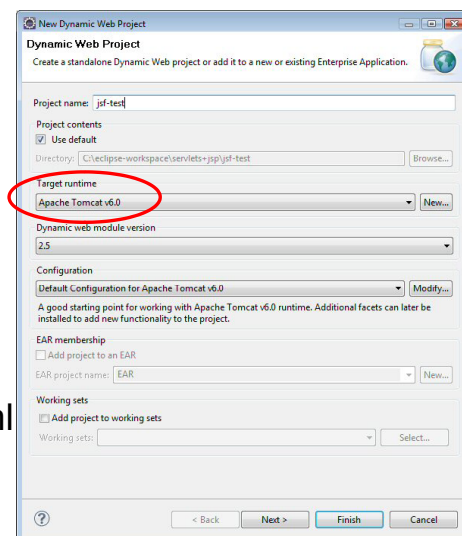 New Dynamic Web Project
Dynamic Web Project
Create a standalone Dynamic Web project or add it to a new or existing Enterprise Application.
Project name: jsf-test
Project contents
Use default
Directory: C:\eclipse-workspace\servlets+jsp\jsf-test Browse...
Target runtime
Apache Tomcat v6.0 New...
Dynamic web module version
2.5
Configuration
Default Configuration for Apache Tomcat v6.0 Modify...
A good starting point for working with Apache Tomcat v6.0 runtime. Additional facets can later be
installed to add new functionality to the project.
EAR membership
Add project to an EAR
EAR project name: EAR New...
Working sets
Add project to working sets
Working sets: Select...
< Back Next > Finish Cancel